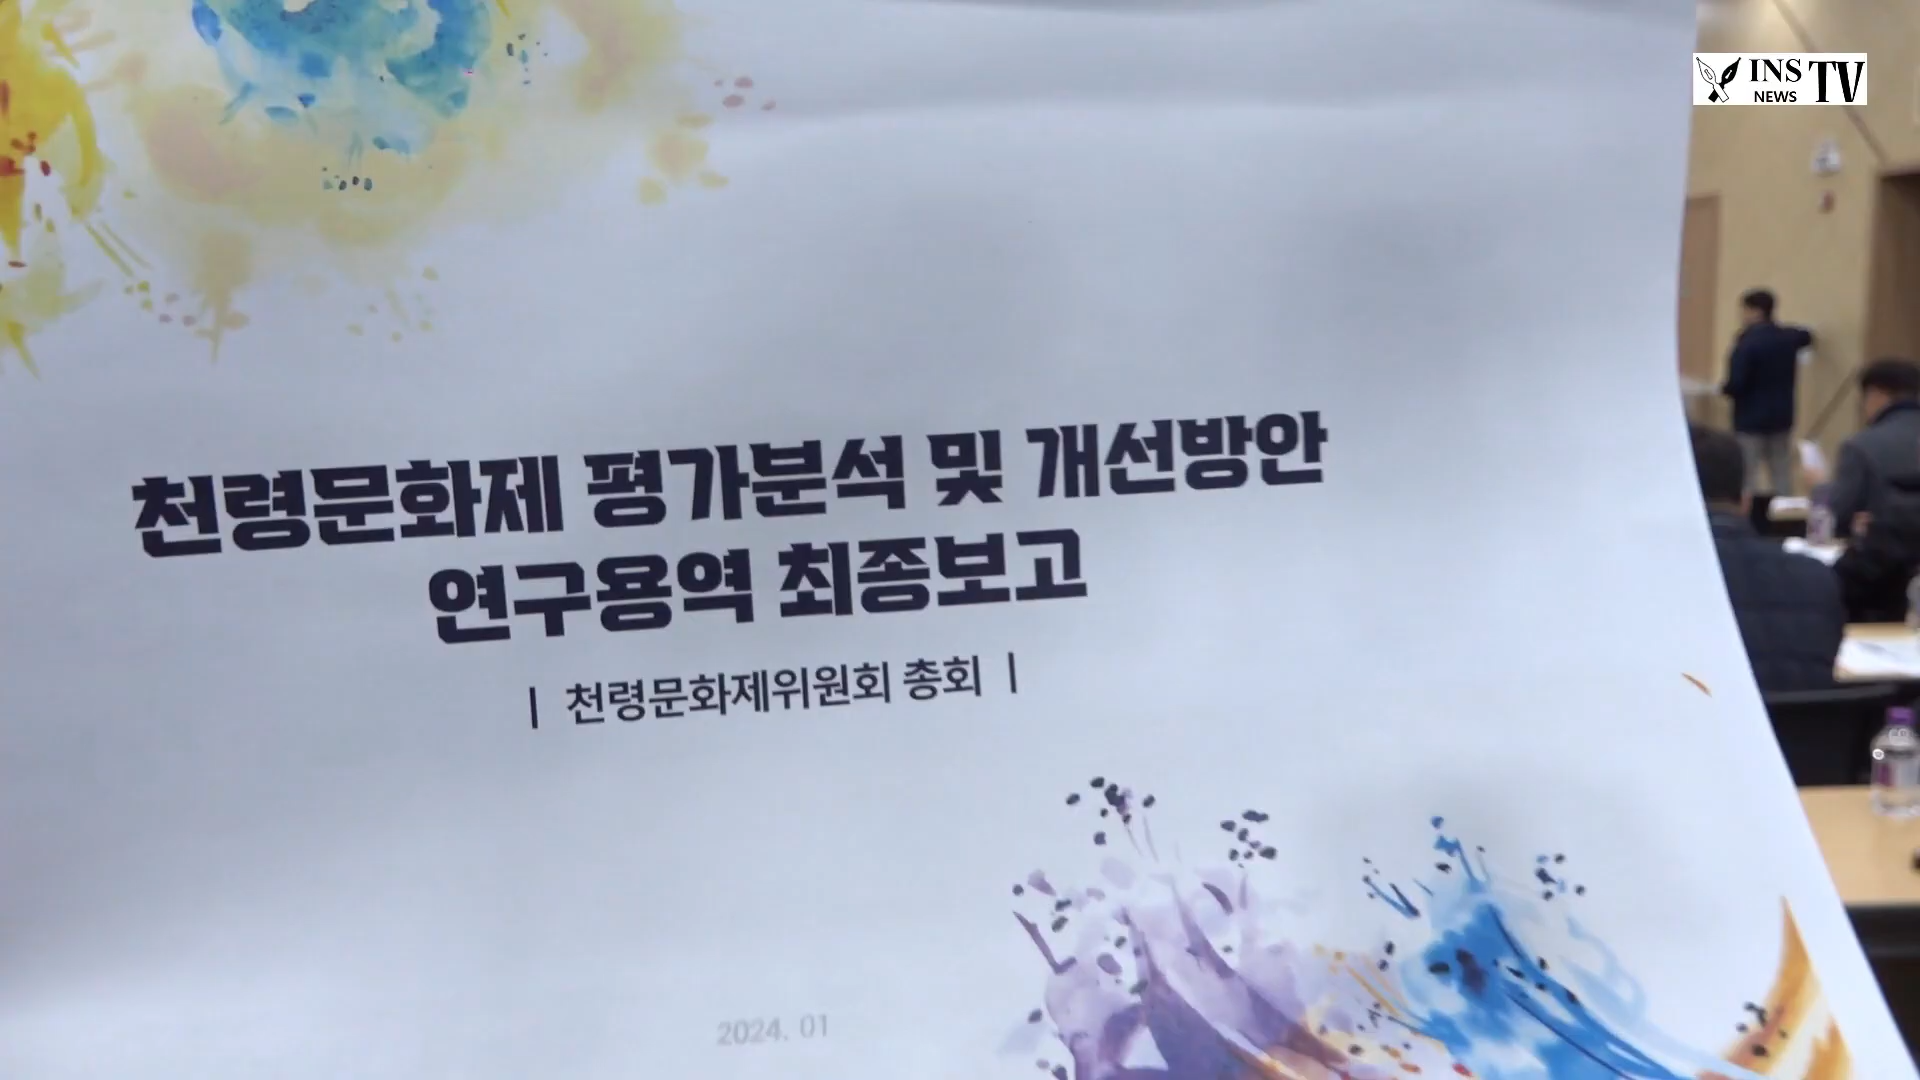 INS TV
NEWS
천령문화제 평가분석 및 개선방안
연구용역 최종보고
| 천령문화제위원회 총회 |
2024. 01